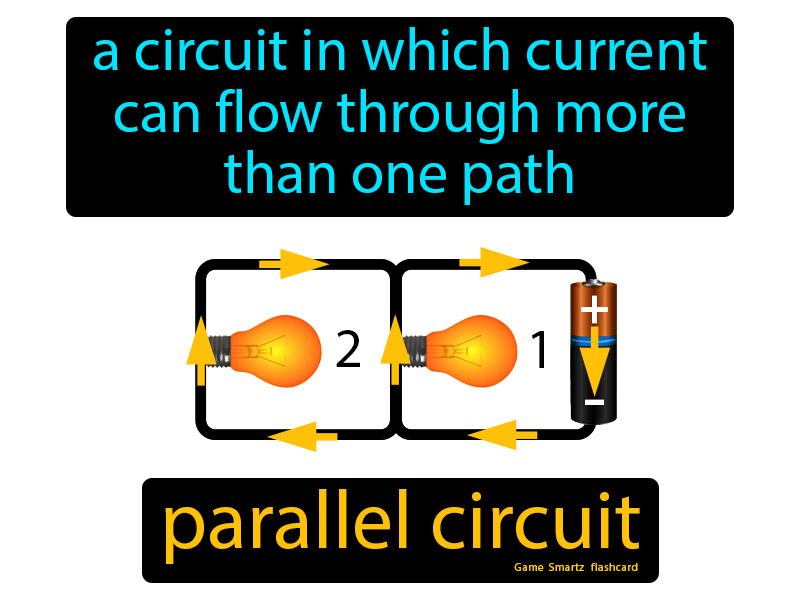 a circuit in which current
can flow through more
than one path
2
1
+
-
parallel circuit
Game Smartz flashcard